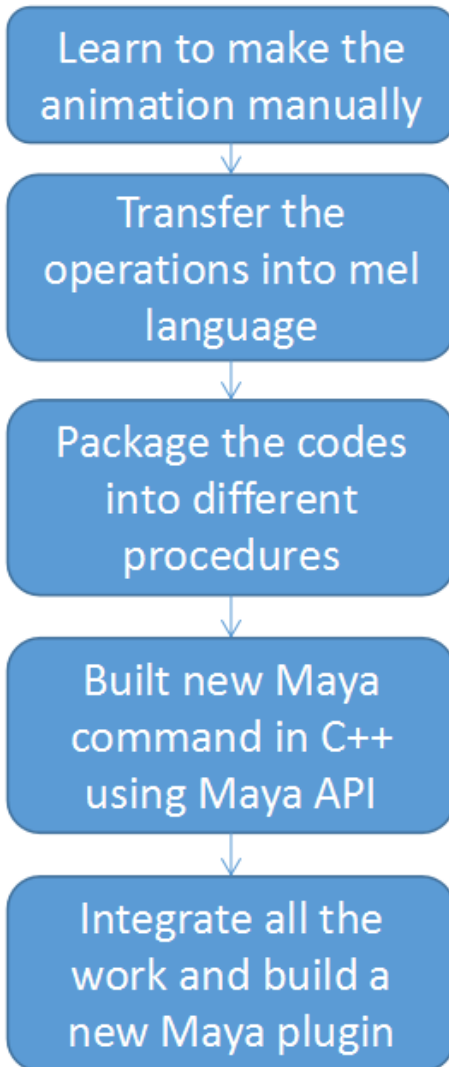 Learn to make the
animation manually
Transfer the
operations into mel
language
Package the codes
into different
procedures
Built new Maya
command in C++
using Maya API
Integrate all the
work and build a
new Maya plugin